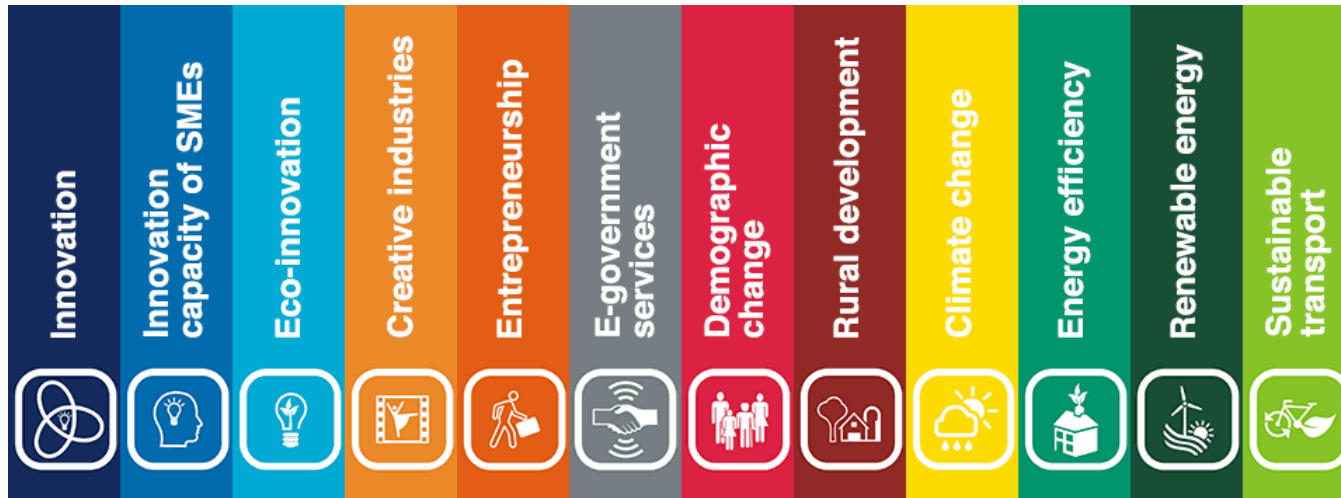 Innovation
Innovation
capacity of SMEs
Eco-innovation
Creative industries
Entrepreneurship
E-government
services
Demographic
change
Rural development
Climate change
Energy efficiency
Renewable energy
Sustainable
transport